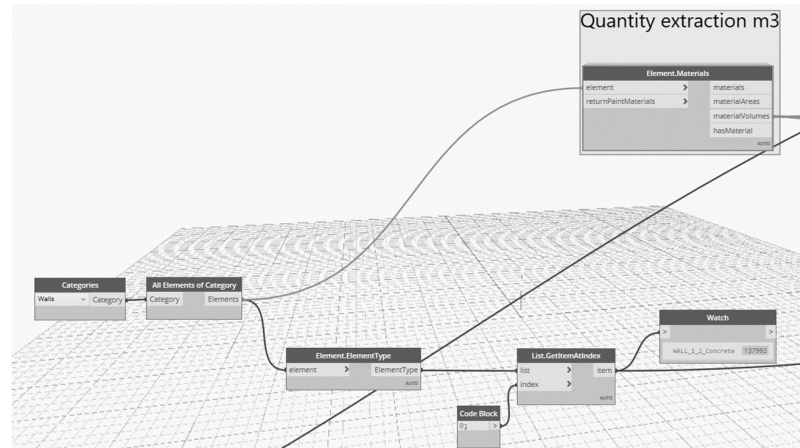 Quantity extraction m3
Element.Materials
element > materials
returnPaintMaterials > materialAreas
materialVolumes
hasMaterial
AUTO
Categories
Walls Category
All Elements of Category
Category Elements
Element.ElementType
element > ElementType
AUTO
List.GetItemAtIndex
list > item
index >
AUTO
Watch
> >
WALL_1_2_Concrete 137992
Code Block
0; >